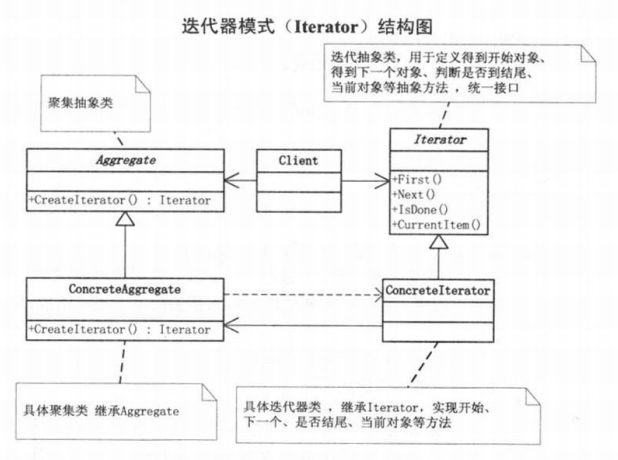 迭代器模式（Iterator）结构图
迭代抽象类，用于定义得到开始对象、
得到下一个对象、判断是否到结尾、
当前对象等抽象方法，统一接口
聚集抽象类
Aggregate
+CreateIterator() : Iterator
Client
Iterator
+First()
+Next()
+IsDone()
+CurrentItem()
ConcreteAggregate
+CreateIterator() : Iterator
ConcreteIterator
具体聚集类 继承Aggregate
具体迭代器类，继承Iterator，实现开始、
下一个、是否结尾、当前对象等方法